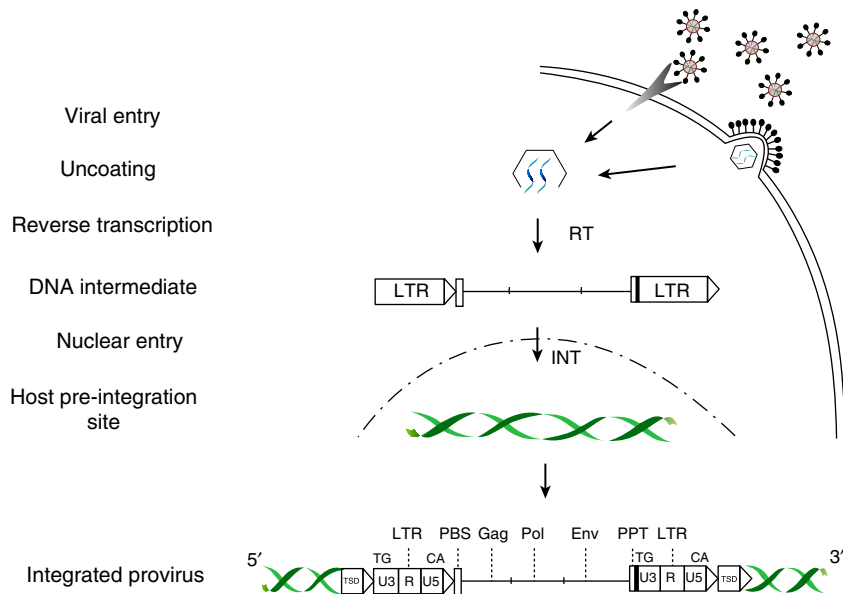 Viral entry
Uncoating
Reverse transcription
RT
DNA intermediate
LTR
LTR
Nuclear entry
INT
Host pre-integration
site
LTR PBS Gag Pol Env PPT LTR
5′ TG CA TG CA 3′
Integrated provirus
TSD U3 R U5 U3 R U5 TSD